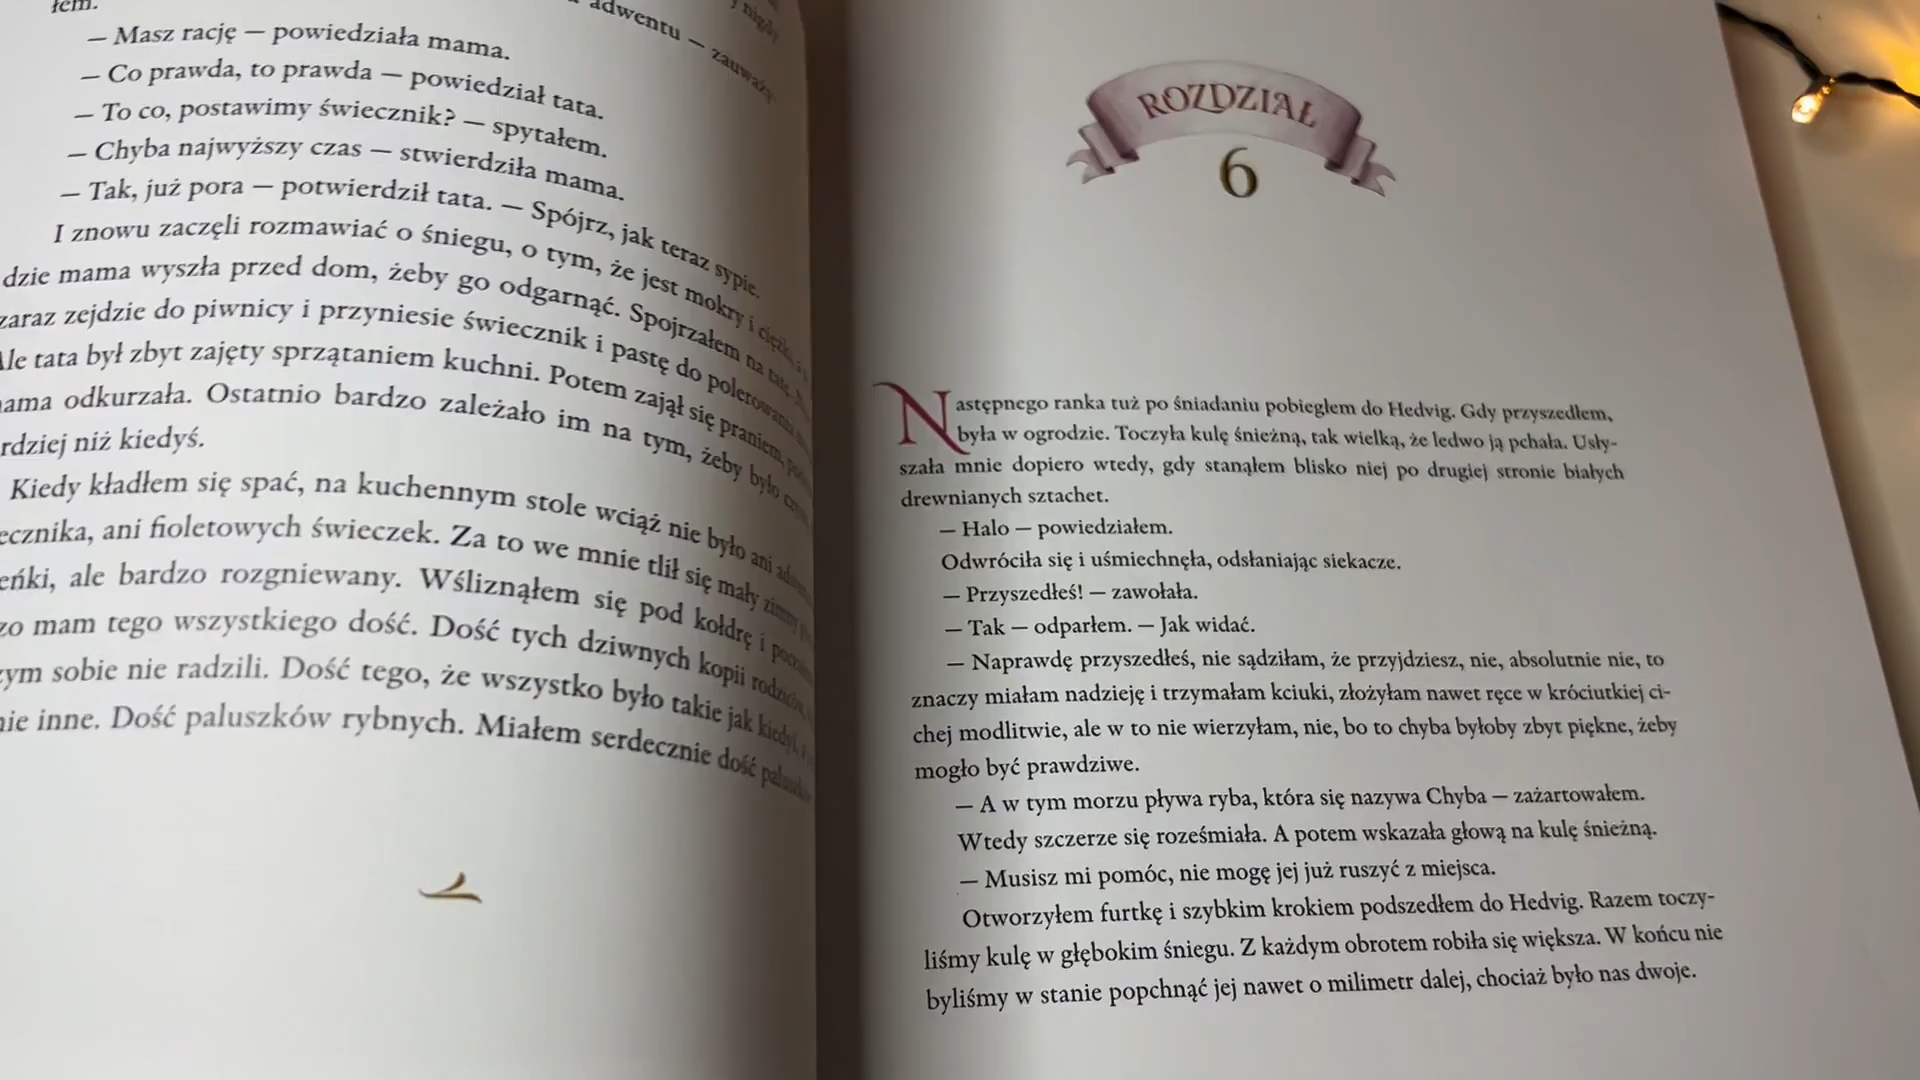 łem.
adwentu — zauważy
nigdy
— Masz rację — powiedziała mama.
— Co prawda, to prawda — powiedział tata.
— To co, postawimy świecznik? — spytałem.
— Chyba najwyższy czas — stwierdziła mama.
— Tak, już pora — potwierdził tata. — Spójrz, jak teraz sypie.
I znowu zaczęli rozmawiać o śniegu, o tym, że jest mokry i
dzie mama wyszła przed dom, żeby go odgarnąć. Spojrzałem na tatę.
zaraz zejdzie do piwnicy i przyniesie świecznik i pastę do polerowania
Ale tata był zbyt zajęty sprzątaniem kuchni. Potem zajął się praniem,
mama odkurzała. Ostatnio bardzo zależało im na tym, żeby było
rdziej niż kiedyś.
Kiedy kładłem się spać, na kuchennym stole wciąż nie było ani
ecznika, ani fioletowych świeczek. Za to we mnie tlił się mały zimny
eńki, ale bardzo rozgniewany. Wśliznąłem się pod kołdrę i
zo mam tego wszystkiego dość. Dość tych dziwnych kopii rodziców,
zym sobie nie radzili. Dość tego, że wszystko było takie jak kiedyś,
nie inne. Dość paluszków rybnych. Miałem serdecznie dość
ROZDZIAŁ
6
Następnego ranka tuż po śniadaniu pobiegłem do Hedvig. Gdy przyszedłem,
była w ogrodzie. Toczyła kulę śnieżną, tak wielką, że ledwo ją pchała. Usły-
szała mnie dopiero wtedy, gdy stanąłem blisko niej po drugiej stronie białych
drewnianych sztachet.
— Halo — powiedziałem.
Odwróciła się i uśmiechnęła, odsłaniając siekacze.
— Przyszedłeś! — zawołała.
— Tak — odparłem. — Jak widać.
— Naprawdę przyszedłeś, nie sądziłam, że przyjdziesz, nie, absolutnie nie, to
znaczy miałam nadzieję i trzymałam kciuki, złożyłam nawet ręce w króciutkiej ci-
chej modlitwie, ale w to nie wierzyłam, nie, bo to chyba byłoby zbyt piękne, żeby
mogło być prawdziwe.
— A w tym morzu pływa ryba, która się nazywa Chyba — zażartowałem.
Wtedy szczerze się roześmiała. A potem wskazała głową na kulę śnieżną.
— Musisz mi pomóc, nie mogę jej już ruszyć z miejsca.
Otworzyłem furtkę i szybkim krokiem podszedłem do Hedvig. Razem toczy-
liśmy kulę w głębokim śniegu. Z każdym obrotem robiła się większa. W końcu nie
byliśmy w stanie popchnąć jej nawet o milimetr dalej, chociaż było nas dwoje.